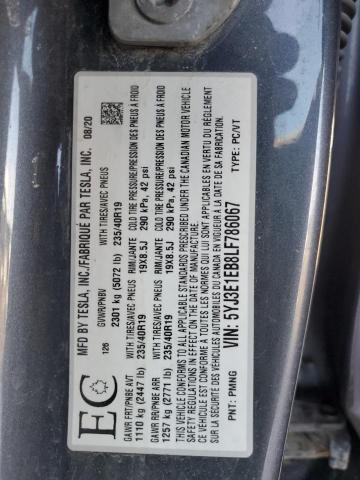 MFD BY TESLA, INC./FABRIQUÉ PAR TESLA, INC. 08/20
126 GVWR/PNBV WITH TIRES/AVEC PNEUS COLD TIRE PRESSURE/PRESSION DES PNEUS À FROID
2301 kg (5072 lb) 235/40R19 19X8.5J 290 kPa, 42 psi
EC
GAWR FRT/PNBE AVT WITH TIRES/AVEC PNEUS COLD TIRE PRESSURE/PRESSION DES PNEUS À FROID
1110 kg (2447 lb) 235/40R19 19X8.5J 290 kPa, 42 psi
GAWR RR/PNBE ARR WITH TIRES/AVEC PNEUS COLD TIRE PRESSURE/PRESSION DES PNEUS À FROID
1257 kg (2771 lb) 235/40R19 19X8.5J 290 kPa, 42 psi
THIS VEHICLE CONFORMS TO ALL APPLICABLE STANDARDS PRESCRIBED UNDER THE CANADIAN MOTOR VEHICLE
SAFETY REGULATIONS IN EFFECT ON THE DATE OF MANUFACTURE
CE VÉHICULE EST CONFORME À TOUTES LES NORMES QUI LUI SONT APPLICABLES EN VERTU DU RÈGLEMENT
SUR LA SÉCURITÉ DES VÉHICULES AUTOMOBILES DU CANADA EN VIGUEUR À LA DATE DE SA FABRICATION.
VIN: 5YJ3E1EB8LF786067
PNT: PMNG TYPE: PC/VT